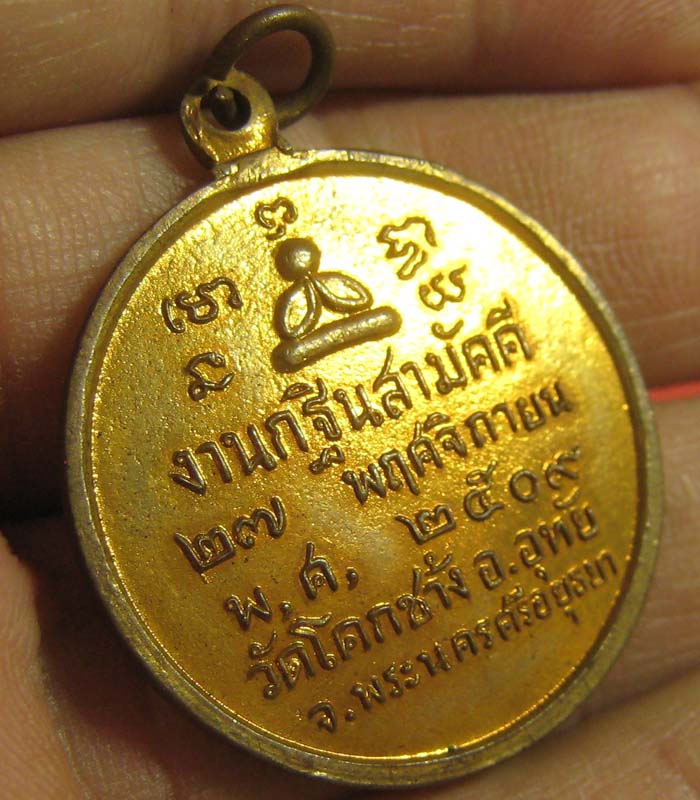 งานกฐินสามัคคี
๒๗ พฤศจิกายน
พ.ศ. ๒๕๐๙
วัดโคกช้าง อ.อุทัย
จ.พระนครศรีอยุธยา